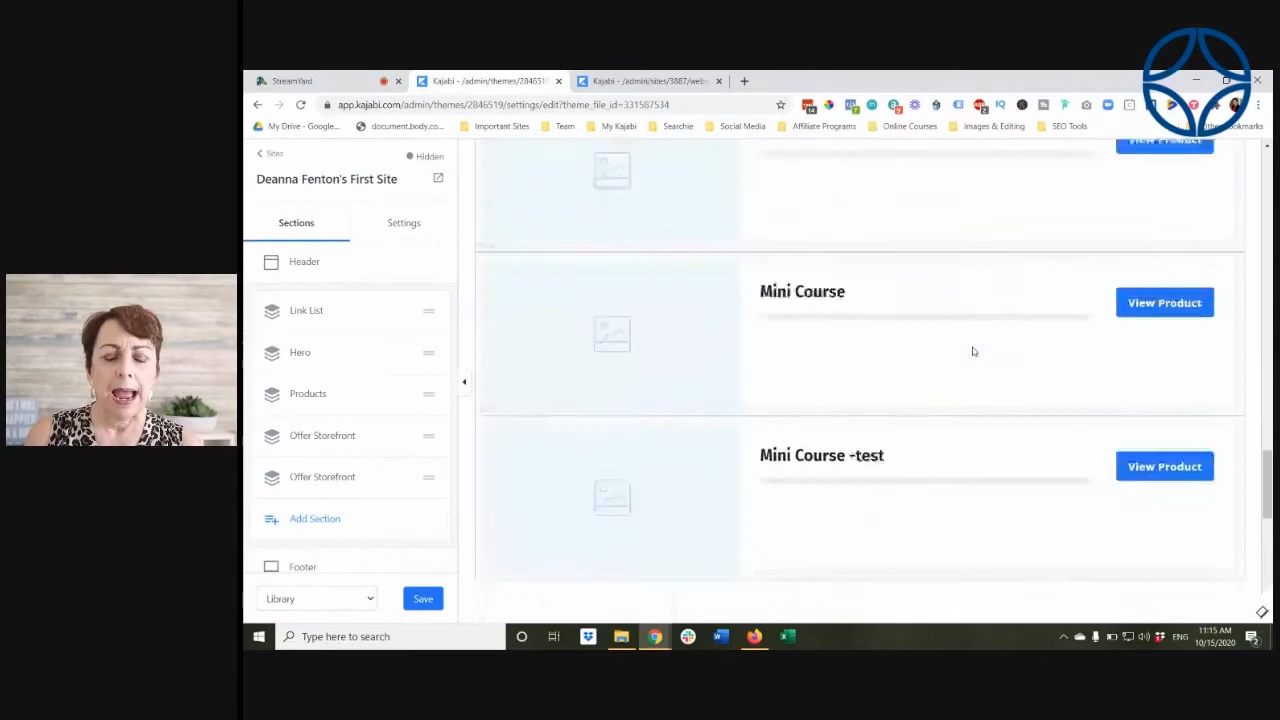 StreamYard
Kajabi - /admin/themes/2846519
Kajabi - /admin/sites/3887/webs
app.kajabi.com/admin/themes/2846519/settings/edit?theme_file_id=331587534
My Drive - Google...
document.body.co...
Important Sites
Team
My Kajabi
Searchie
Social Media
Affiliate Programs
Online Courses
Images & Editing
SEO Tools
Sites
Hidden
Deanna Fenton's First Site
Sections
Settings
Header
Link List
Hero
Products
Offer Storefront
Offer Storefront
Add Section
Footer
Library
Save
View Product
Mini Course
View Product
Mini Course -test
View Product
Type here to search
ENG
11:15 AM
10/15/2020